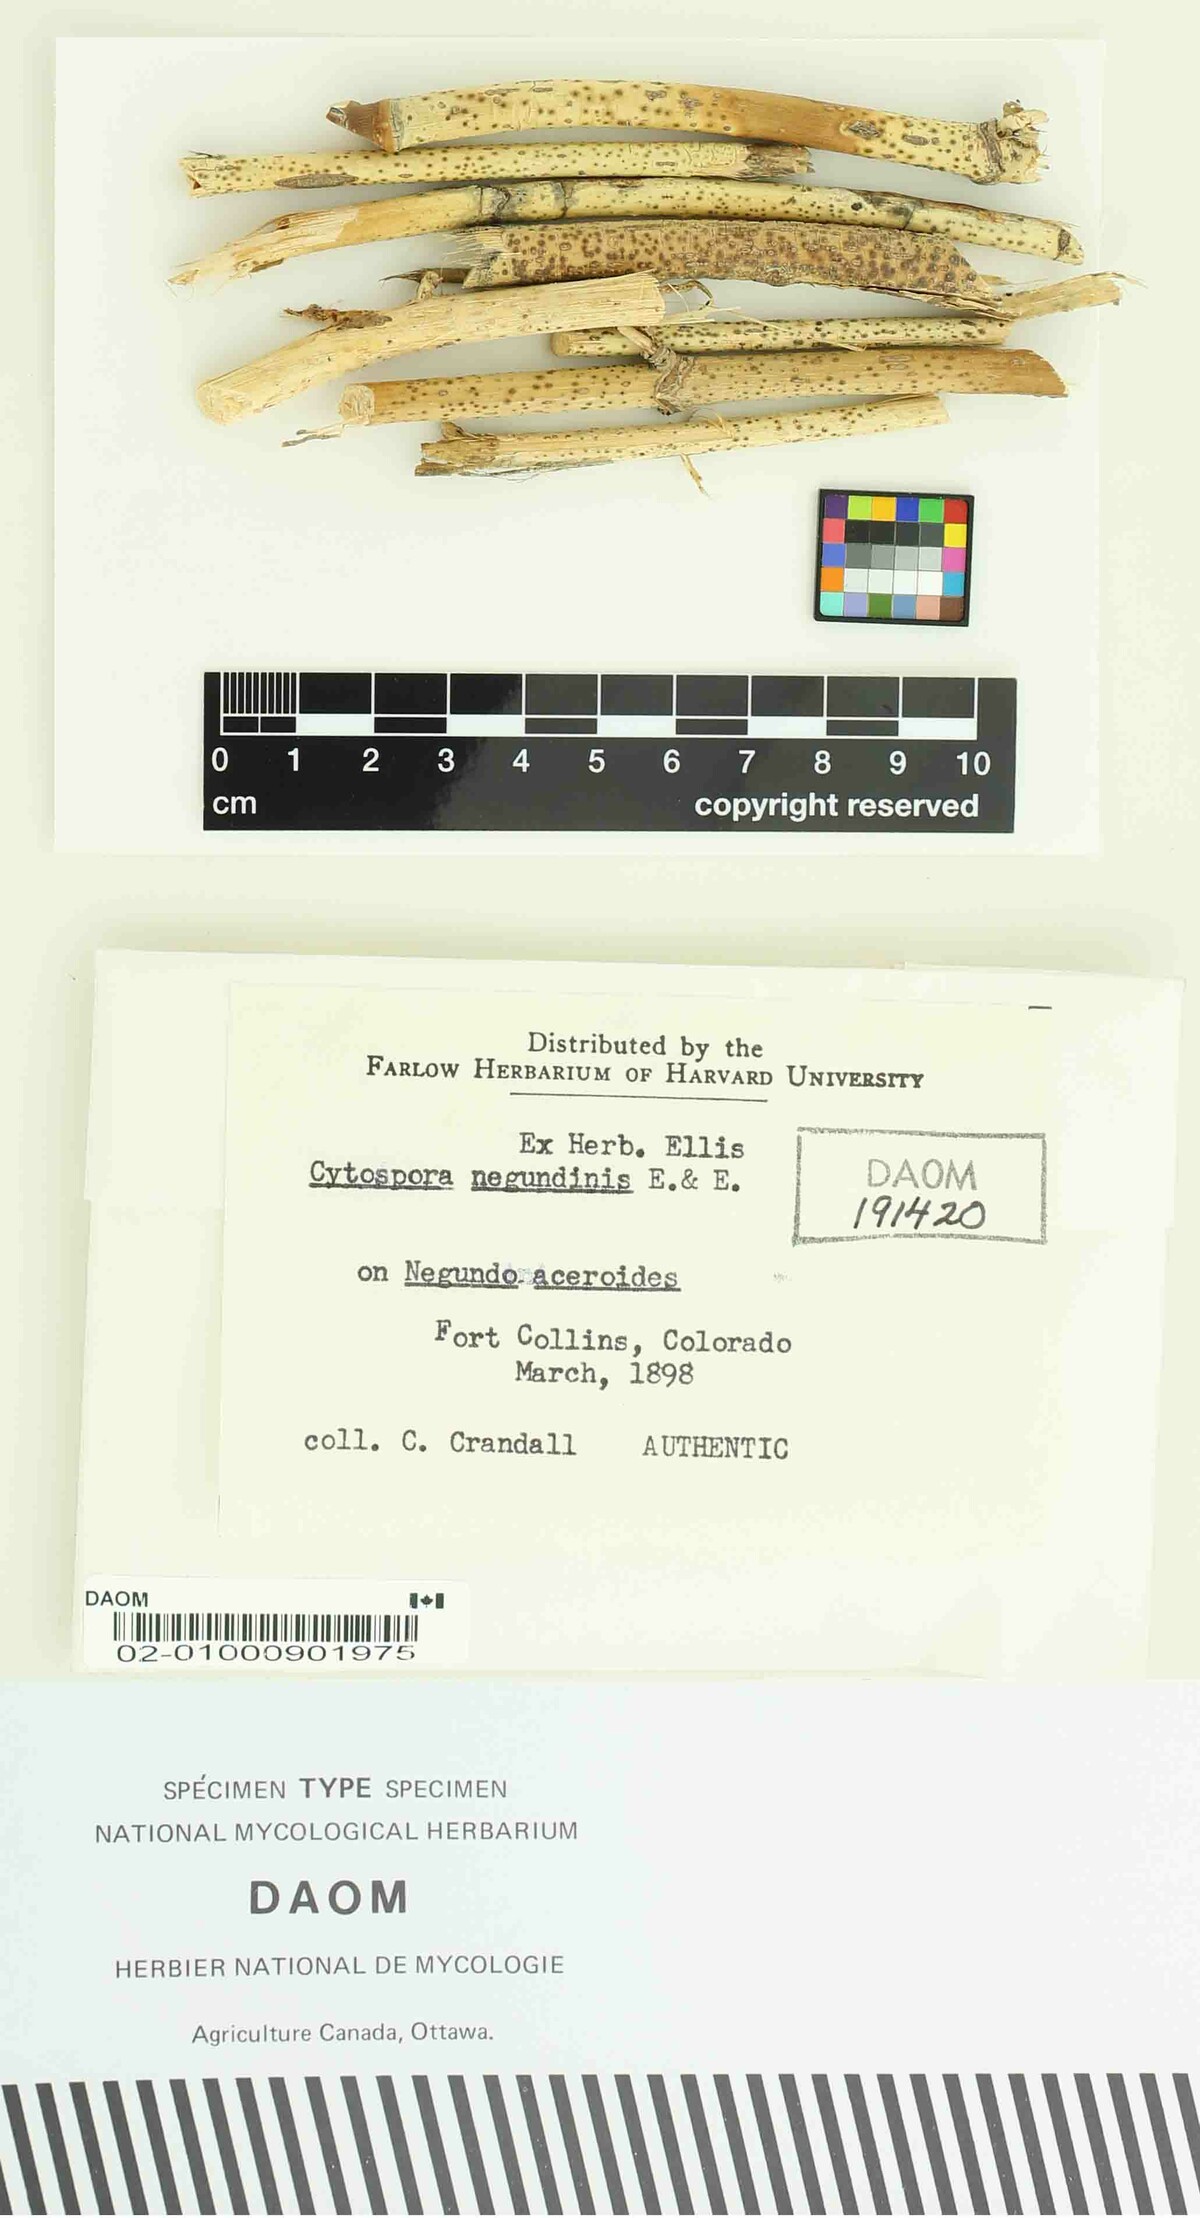 0 1 2 3 4 5 6 7 8 9 10
cm copyright reserved
Distributed by the
FARLOW HERBARIUM OF HARVARD UNIVERSITY
Ex Herb. Ellis
Cytospora negundinis E.& E.
DAOM
191420
on Negundo aceroides
Fort Collins, Colorado
March, 1898
coll. C. Crandall AUTHENTIC
DAOM
02-01000901975
SPÉCIMEN TYPE SPECIMEN
NATIONAL MYCOLOGICAL HERBARIUM
DAOM
HERBIER NATIONAL DE MYCOLOGIE
Agriculture Canada, Ottawa.